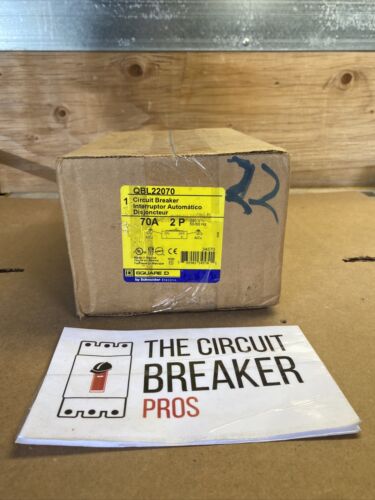 22
QBL22070
1 Circuit Breaker
Interruptor Automático
Disjoncteur
70A 2 P
SQUARE D
by Schneider Electric
THE CIRCUIT
BREAKER
PROS